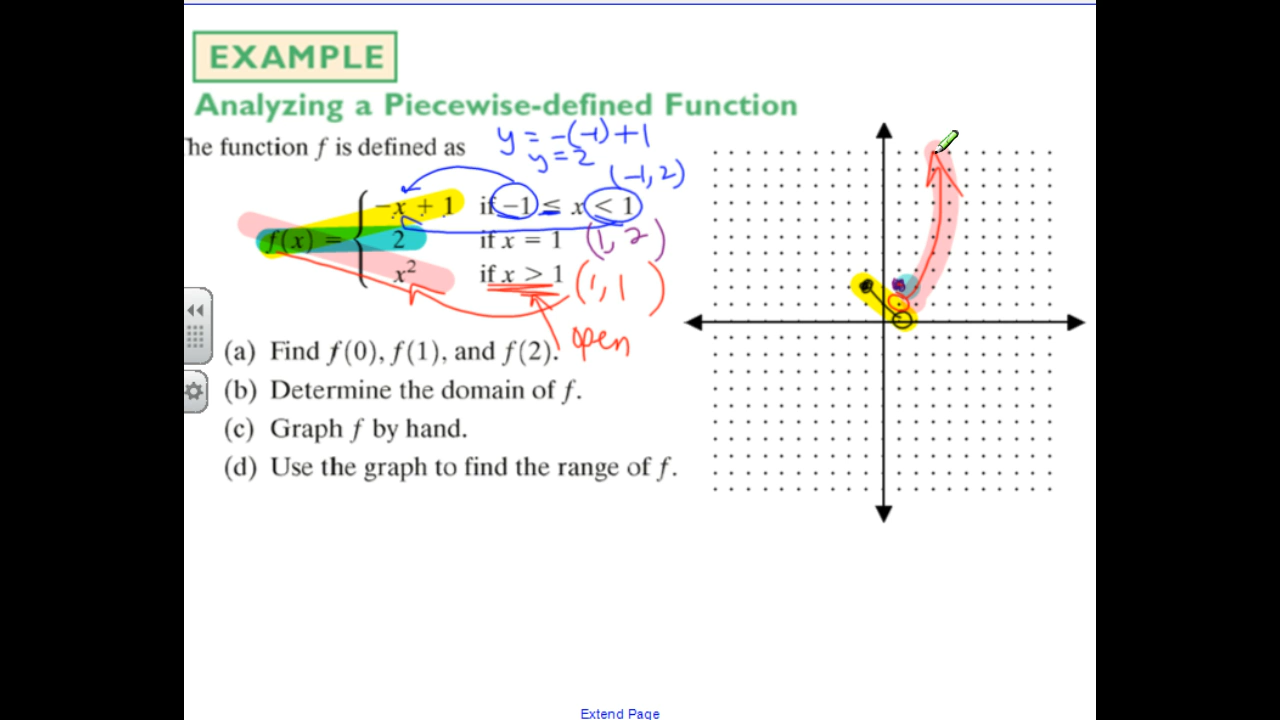 EXAMPLE
Analyzing a Piecewise-defined Function
he function f is defined as
y = -(-1)+1
y = 2
(-1, 2)
f(x) =
-x + 1 if -1 ≤ x < 1
2 if x = 1 (1, 2)
x² if x > 1 (1, 1)
open
(a) Find f(0), f(1), and f(2).
(b) Determine the domain of f.
(c) Graph f by hand.
(d) Use the graph to find the range of f.
Extend Page